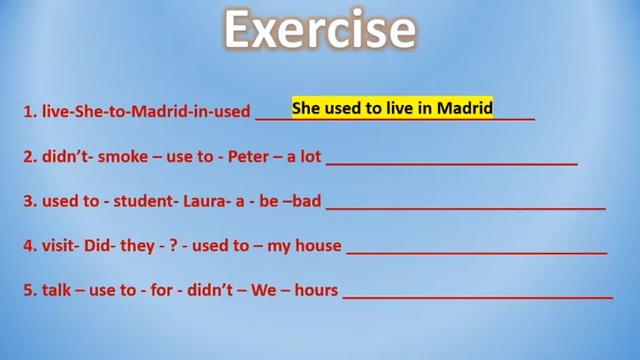 Exercise
1. live-She-to-Madrid-in-used She used to live in Madrid
2. didn't- smoke – use to - Peter – a lot
3. used to - student- Laura- a - be –bad
4. visit- Did- they - ? - used to – my house
5. talk – use to - for - didn't – We – hours